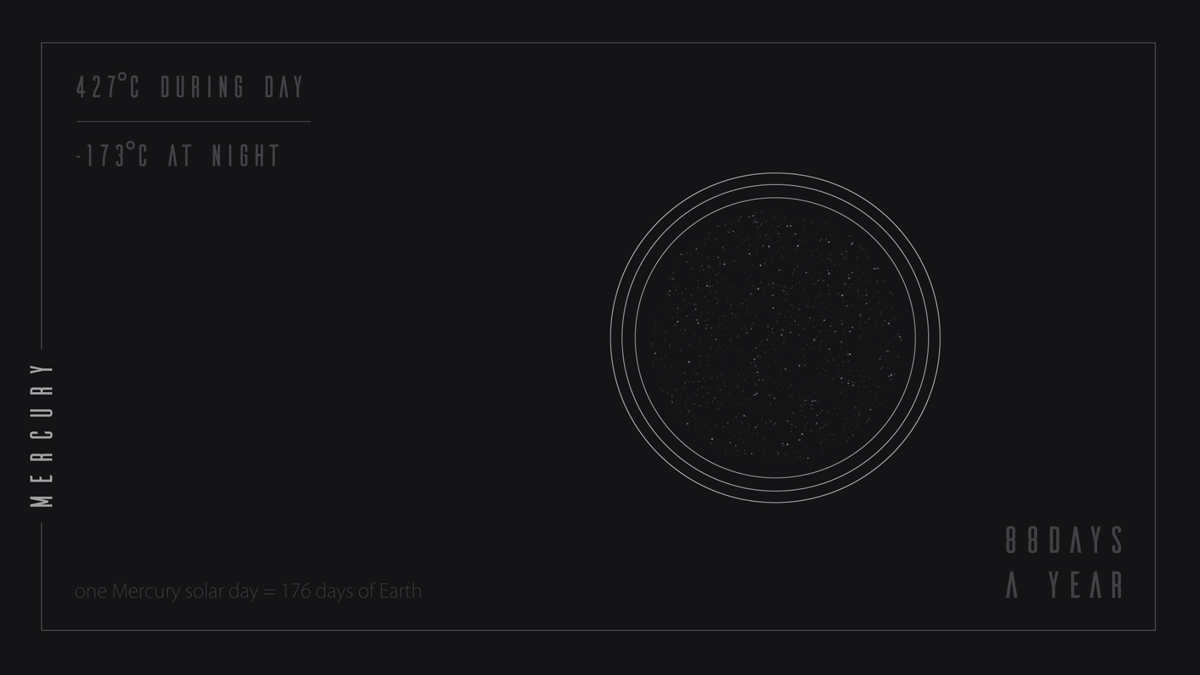 427°C DURING DAY
-173°C AT NIGHT
MERCURY
88DAYS
A YEAR
one Mercury solar day = 176 days of Earth